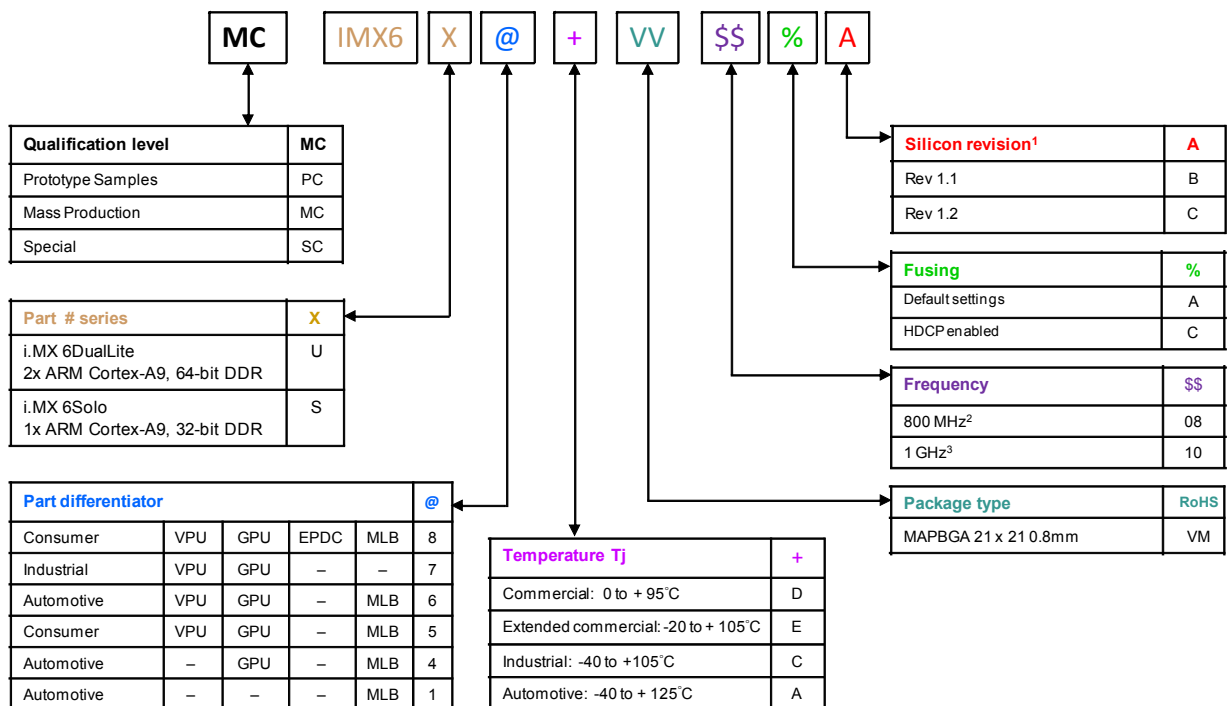 MC IMX6 X @ + VV $$ % A
Qualification level MC
Prototype Samples PC
Mass Production MC
Special SC
Part # series X
i.MX 6DualLite U
2x ARM Cortex-A9, 64-bit DDR
i.MX 6Solo S
1x ARM Cortex-A9, 32-bit DDR
Part differentiator @
Consumer VPU GPU EPDC MLB 8
Industrial VPU GPU – – 7
Automotive VPU GPU – MLB 6
Consumer VPU GPU – MLB 5
Automotive – GPU – MLB 4
Automotive – – – MLB 1
Temperature Tj +
Commercial: 0 to + 95°C D
Extended commercial: -20 to + 105°C E
Industrial: -40 to +105°C C
Automotive: -40 to + 125°C A
Silicon revision¹ A
Rev 1.1 B
Rev 1.2 C
Fusing %
Default settings A
HDCP enabled C
Frequency $$
800 MHz² 08
1 GHz³ 10
Package type RoHS
MAPBGA 21 x 21 0.8mm VM